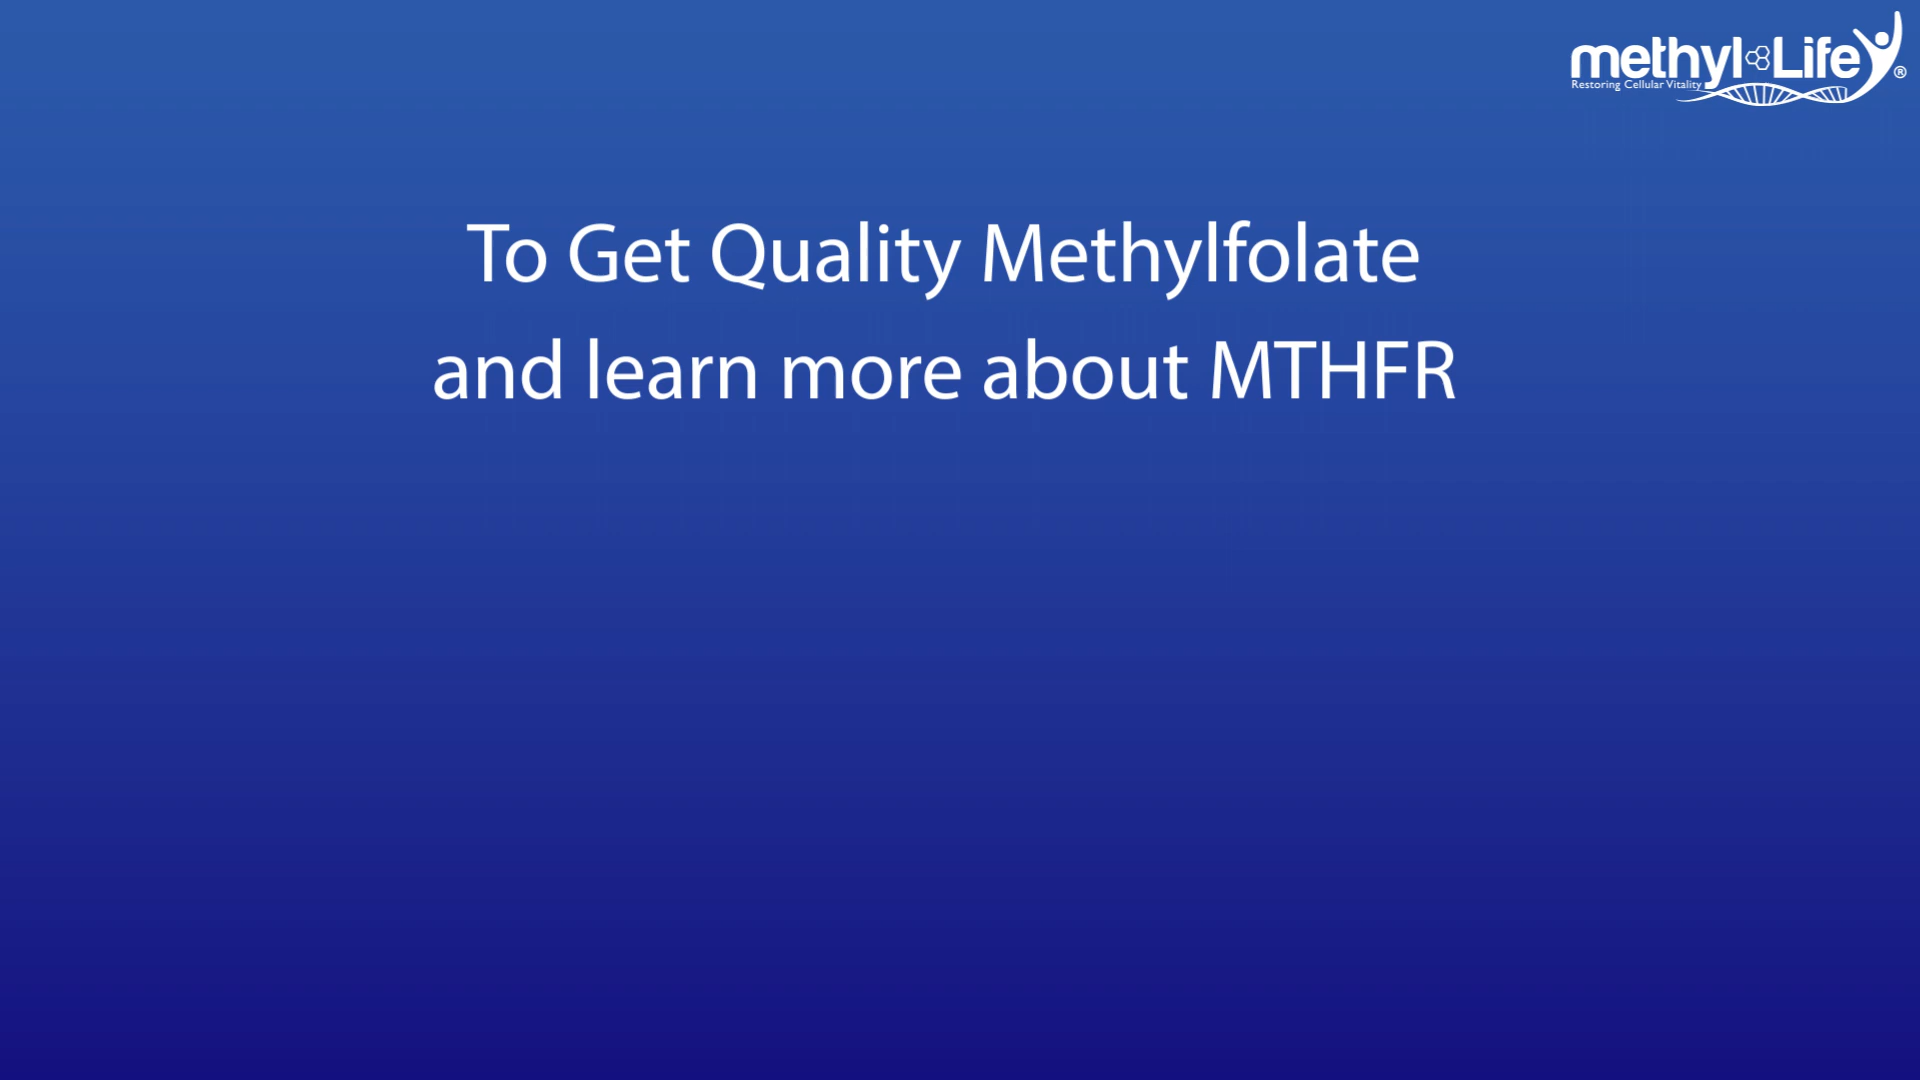 methyl Life ®
Restoring Cellular Vitality
To Get Quality Methylfolate
and learn more about MTHFR